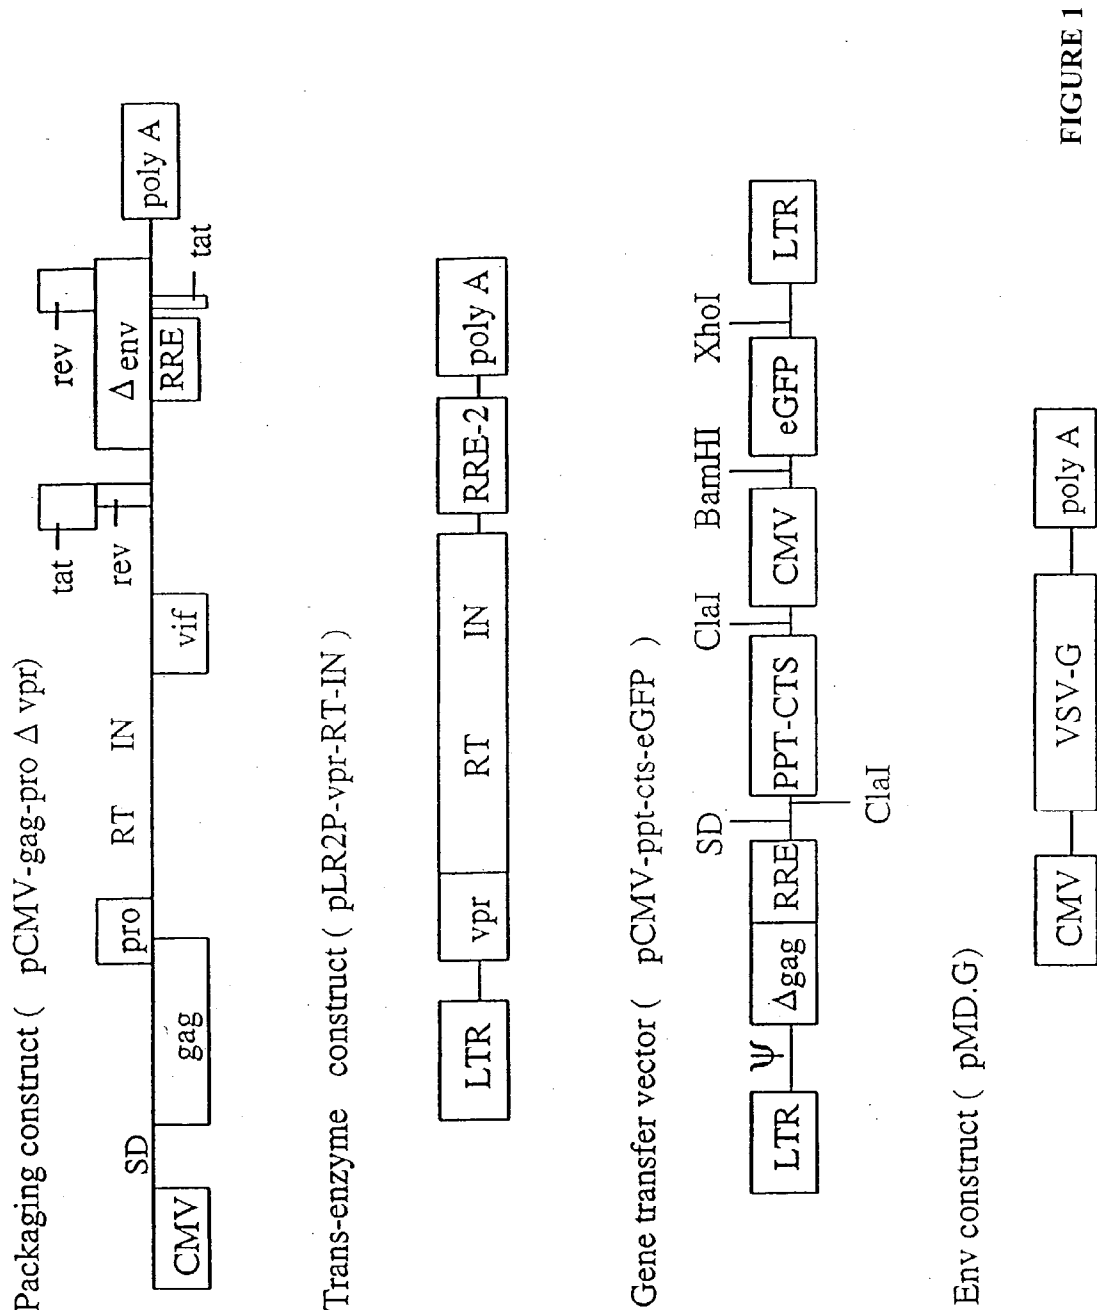 Packaging construct ( pCMV-gag-pro Δ vpr)
tat
rev
rev
pro
RT
IN
Δ env
SD
poly A
CMV
gag
vif
RRE
tat
Trans-enzyme construct ( pLR2P-vpr-RT-IN )
LTR
vpr
RT
IN
RRE-2
poly A
Gene transfer vector ( pCMV-ppt-cts-eGFP )
SD
ClaI
BamHI
XhoI
Ψ
LTR
Δgag
RRE
PPT-CTS
CMV
eGFP
LTR
ClaI
Env construct ( pMD.G)
CMV
VSV-G
poly A
FIGURE 1